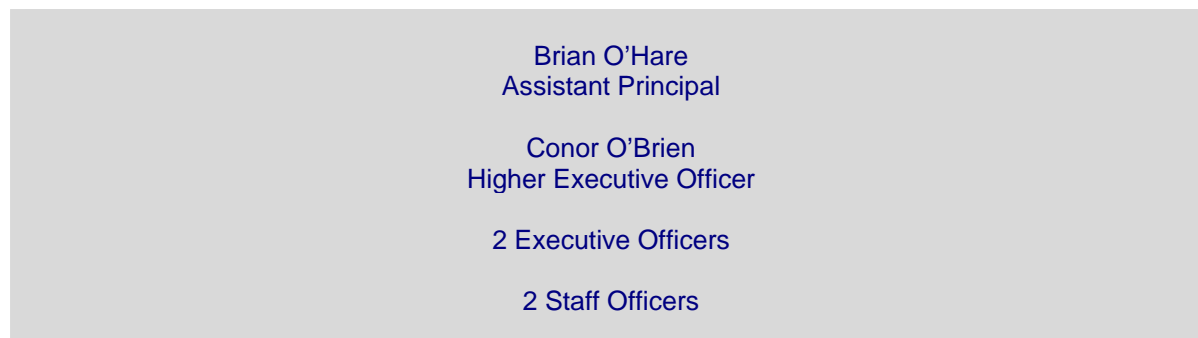 Brian O’Hare
Assistant Principal
Conor O’Brien
Higher Executive Officer
2 Executive Officers
2 Staff Officers